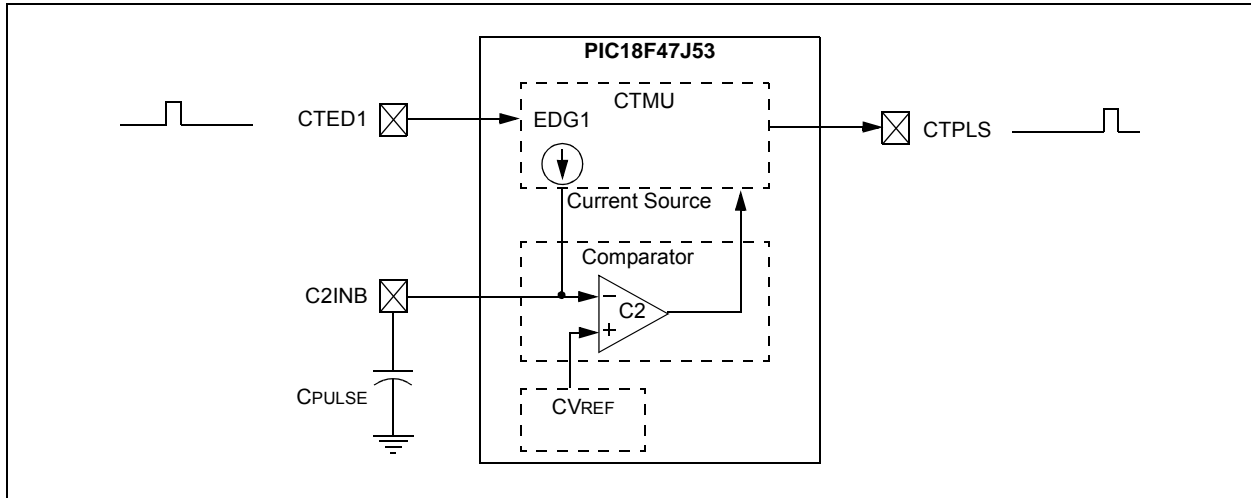 PIC18F47J53
CTMU
CTED1
EDG1
CTPLS
Current Source
Comparator
C2INB
−
C2
+
CPULSE
CVREF